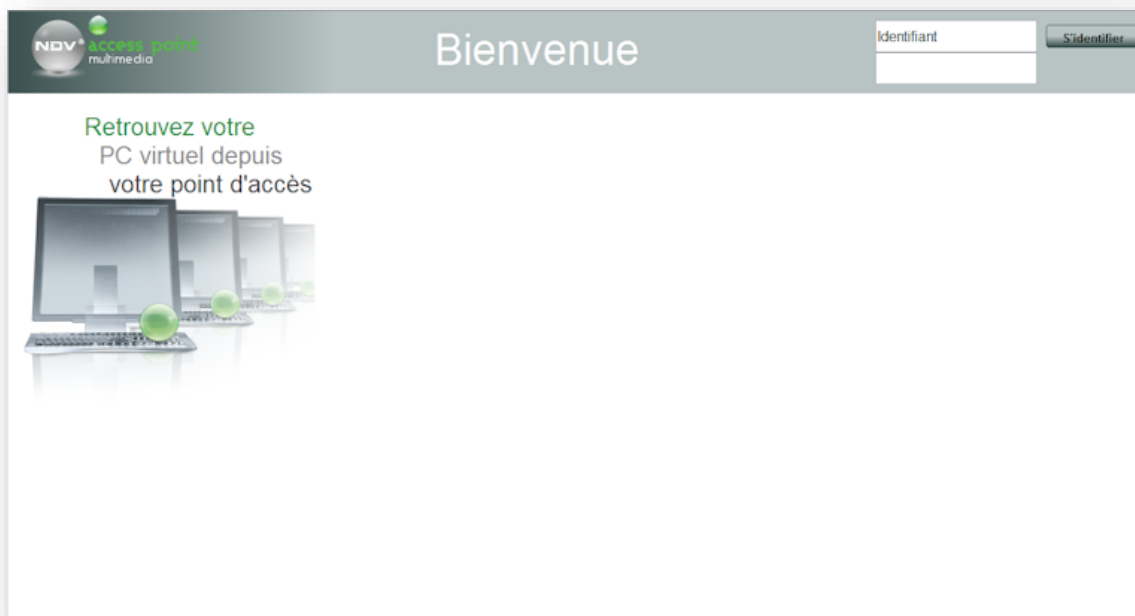 NDV®
access point
multimedia
Bienvenue
Identifiant
S'identifier
Retrouvez votre
PC virtuel depuis
votre point d'accès